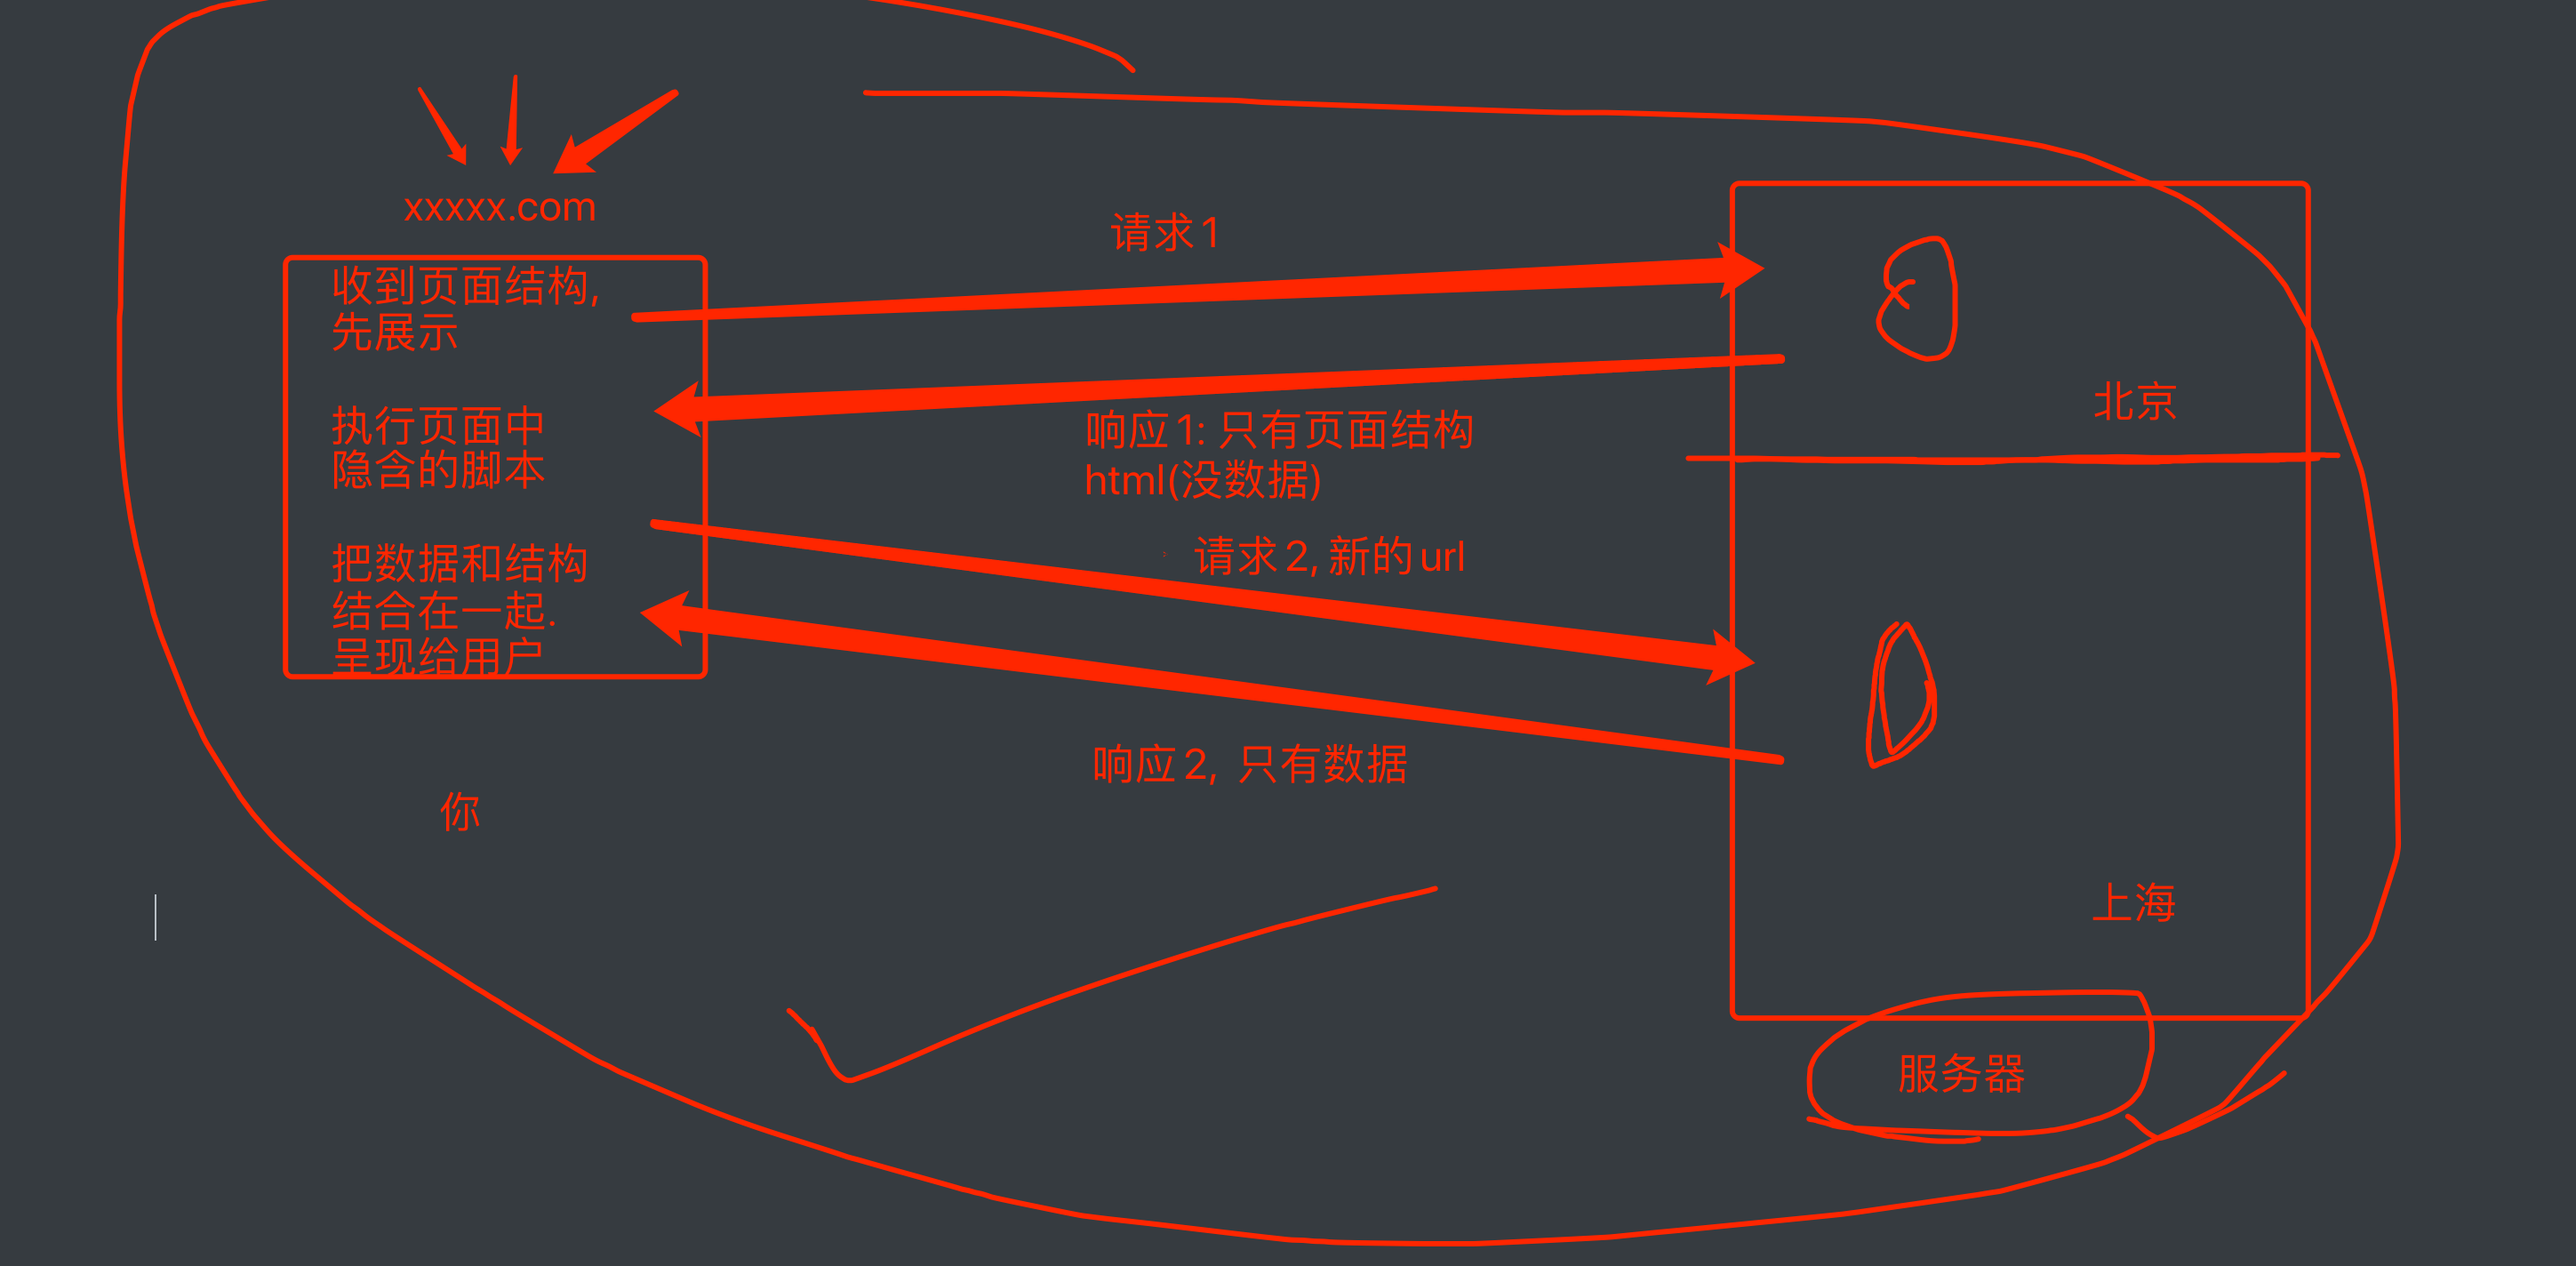 xxxxx.com
收到页面结构,
先展示
执行页面中
隐含的脚本
把数据和结构
结合在一起.
呈现给用户
你
请求1
响应1: 只有页面结构
html(没数据)
请求2, 新的url
响应2, 只有数据
北京
上海
服务器